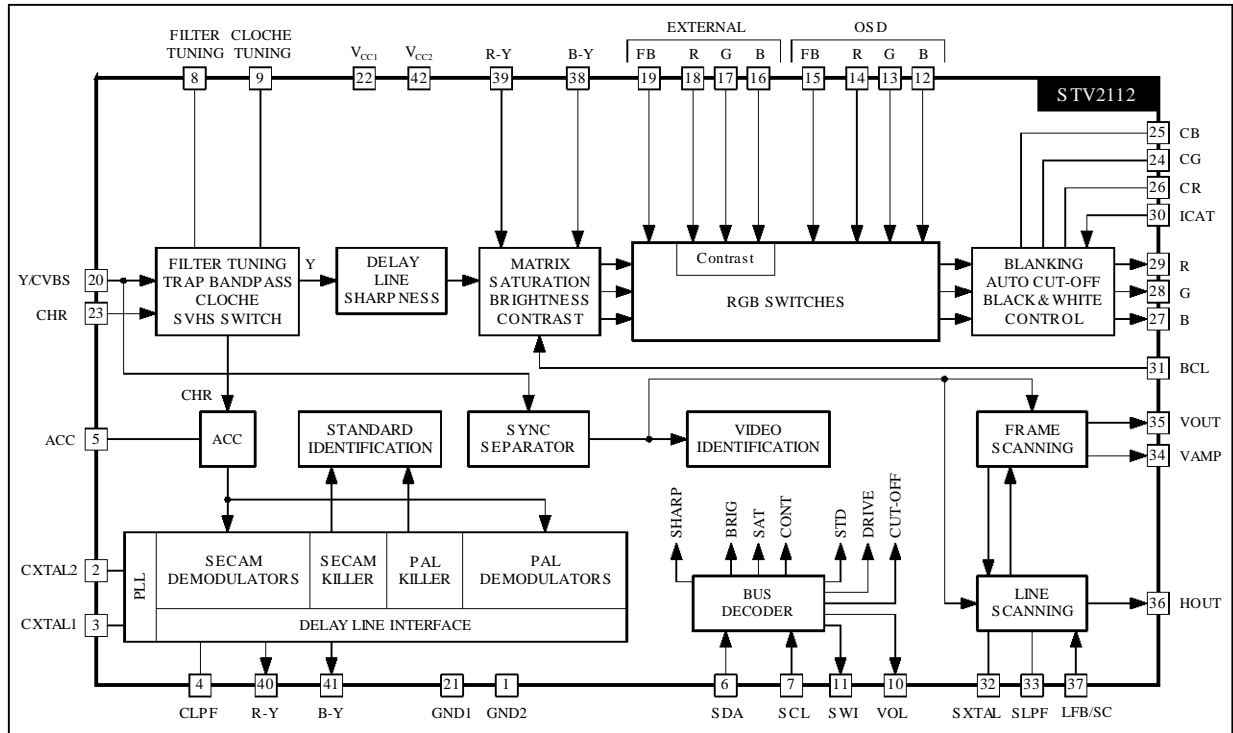 FILTER TUNING
CLOCHE TUNING
VCC1
VCC2
R-Y
B-Y
EXTERNAL
FB R G B
OSD
FB R G B
8 9 22 42 39 38 19 18 17 16 15 14 13 12
STV2112
25 CB
24 CG
26 CR
30 ICAT
29 R
28 G
27 B
31 BCL
Y/CVBS 20
CHR 23
FILTER TUNING
TRAP BANDPASS
CLOCHE
SVHS SWITCH
Y
DELAY
LINE
SHARPNESS
MATRIX
SATURATION
BRIGHTNESS
CONTRAST
Contrast
RGB SWITCHES
BLANKING
AUTO CUT-OFF
BLACK & WHITE
CONTROL
CHR
ACC 5
ACC
STANDARD
IDENTIFICATION
SYNC
SEPARATOR
VIDEO
IDENTIFICATION
FRAME
SCANNING
35 VOUT
34 VAMP
SHARP
BRIG
SAT
CONT
STD
DRIVE
CUT-OFF
CXTAL2 2
CXTAL1 3
PLL
SECAM
DEMODULATORS
SECAM
KILLER
PAL
KILLER
PAL
DEMODULATORS
DELAY LINE INTERFACE
BUS
DECODER
LINE
SCANNING
36 HOUT
4 40 41 21 1 6 7 11 10 32 33 37
CLPF R-Y B-Y GND1 GND2 SDA SCL SWI VOL SXTAL SLPF LFB/SC